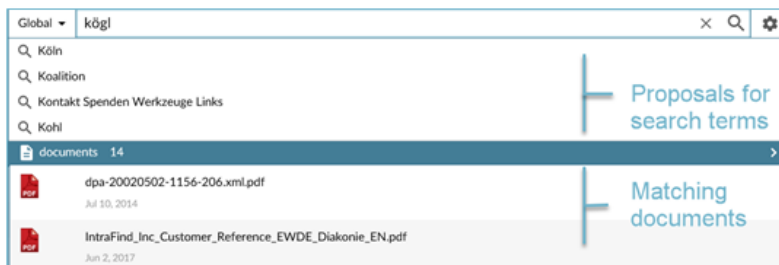 Global kögl
Köln
Koalition
Kontakt Spenden Werkzeuge Links
Kohl
Proposals for
search terms
documents 14
PDF dpa-20020502-1156-206.xml.pdf
Jul 10, 2014
Matching
documents
PDF IntraFind_Inc_Customer_Reference_EWDE_Diakonie_EN.pdf
Jun 2, 2017